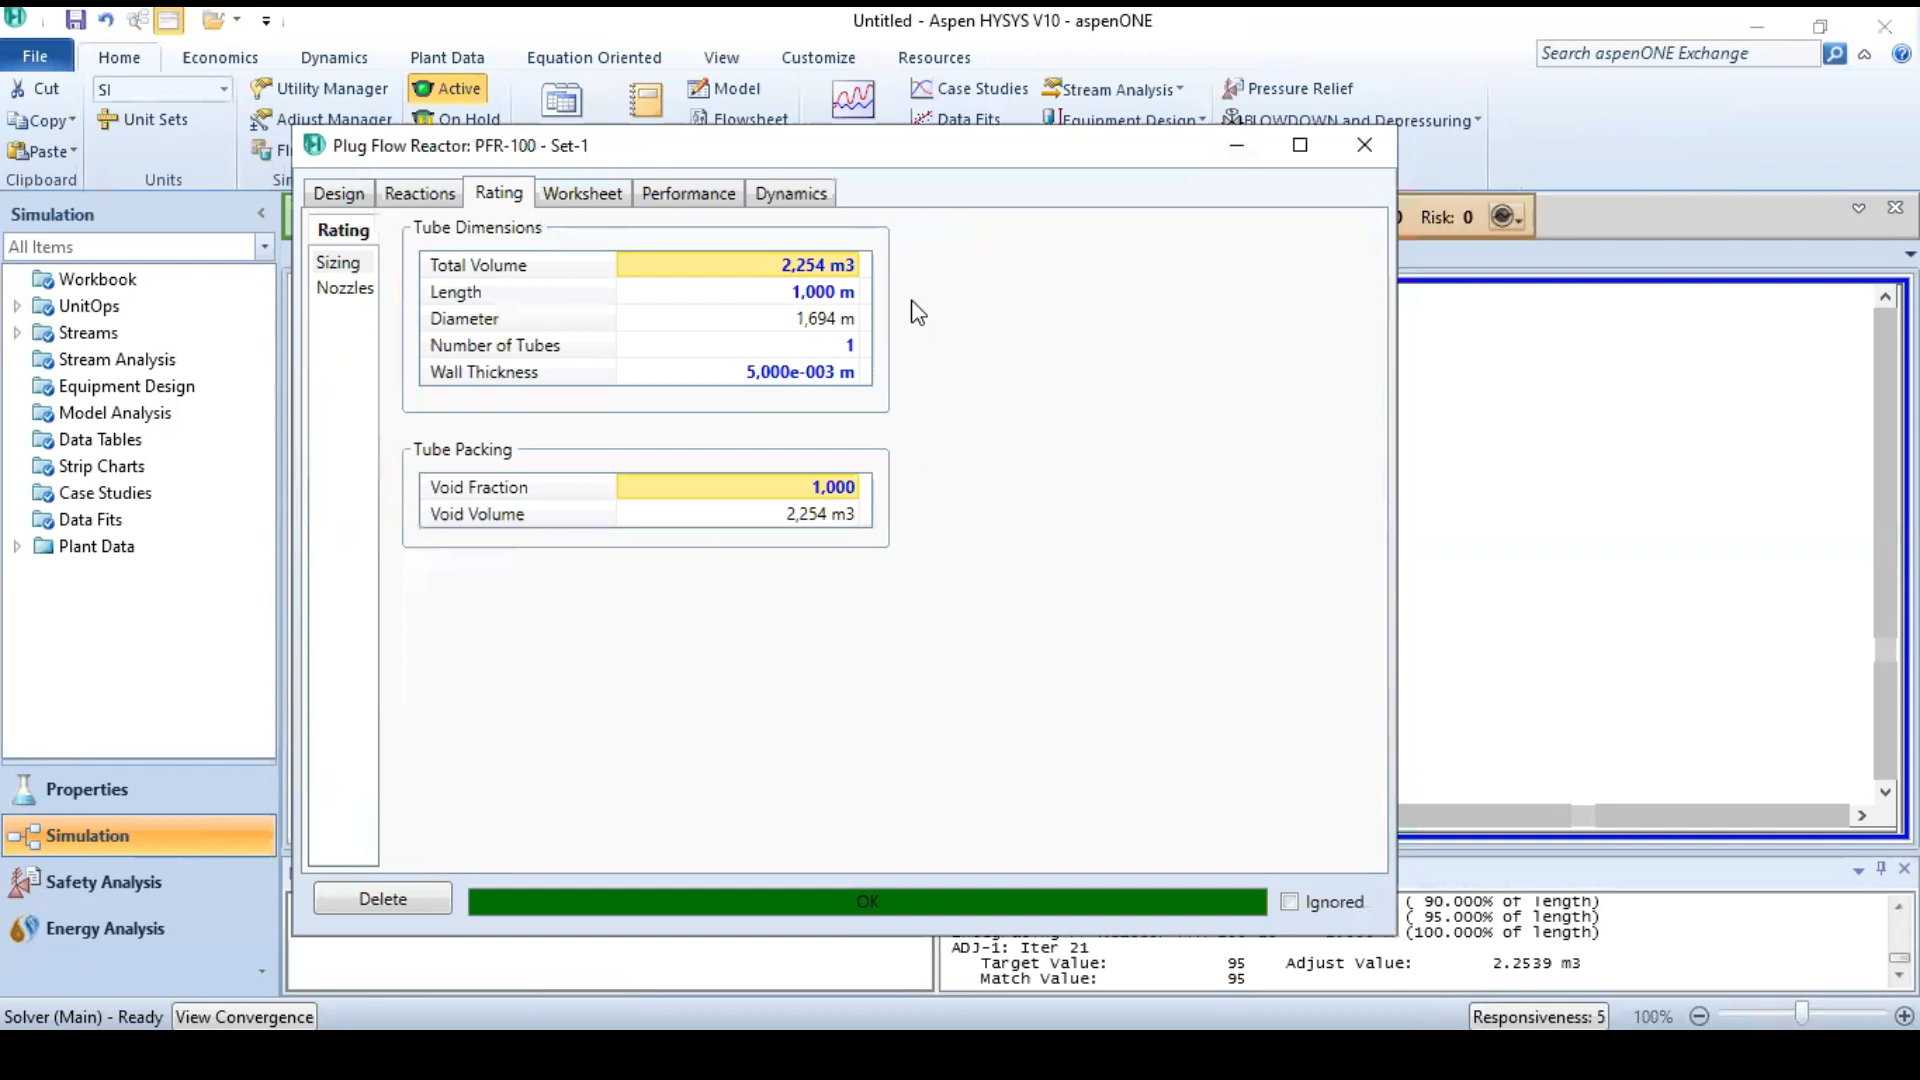 Untitled - Aspen HYSYS V10 - aspenONE
File Home Economics Dynamics Plant Data Equation Oriented View Customize Resources
Search aspenONE Exchange
Cut SI Utility Manager Active Model Case Studies Stream Analysis Pressure Relief
Copy Unit Sets Adjust Manager On Hold Flowsheet Data Fits Equipment Design BLOWDOWN and Depressuring
Paste
Clipboard Units
Plug Flow Reactor: PFR-100 - Set-1
Design Reactions Rating Worksheet Performance Dynamics
Risk: 0
Simulation
All Items
Workbook
UnitOps
Streams
Stream Analysis
Equipment Design
Model Analysis
Data Tables
Strip Charts
Case Studies
Data Fits
Plant Data
Properties
Simulation
Safety Analysis
Energy Analysis
Rating
Sizing
Nozzles
Tube Dimensions
Total Volume 2,254 m3
Length 1,000 m
Diameter 1,694 m
Number of Tubes 1
Wall Thickness 5,000e-003 m
Tube Packing
Void Fraction 1,000
Void Volume 2,254 m3
Delete OK Ignored
( 90.000% of length)
( 95.000% of length)
(100.000% of length)
ADJ-1: Iter 21
Target Value: 95 Adjust Value: 2.2539 m3
Match Value: 95
Solver (Main) - Ready View Convergence Responsiveness: 5 100%